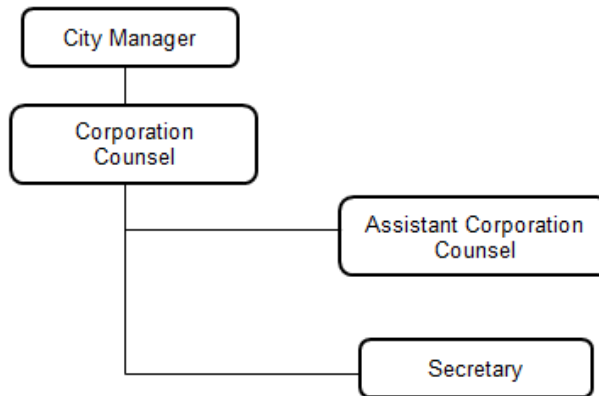 City Manager
Corporation
Counsel
Assistant Corporation
Counsel
Secretary